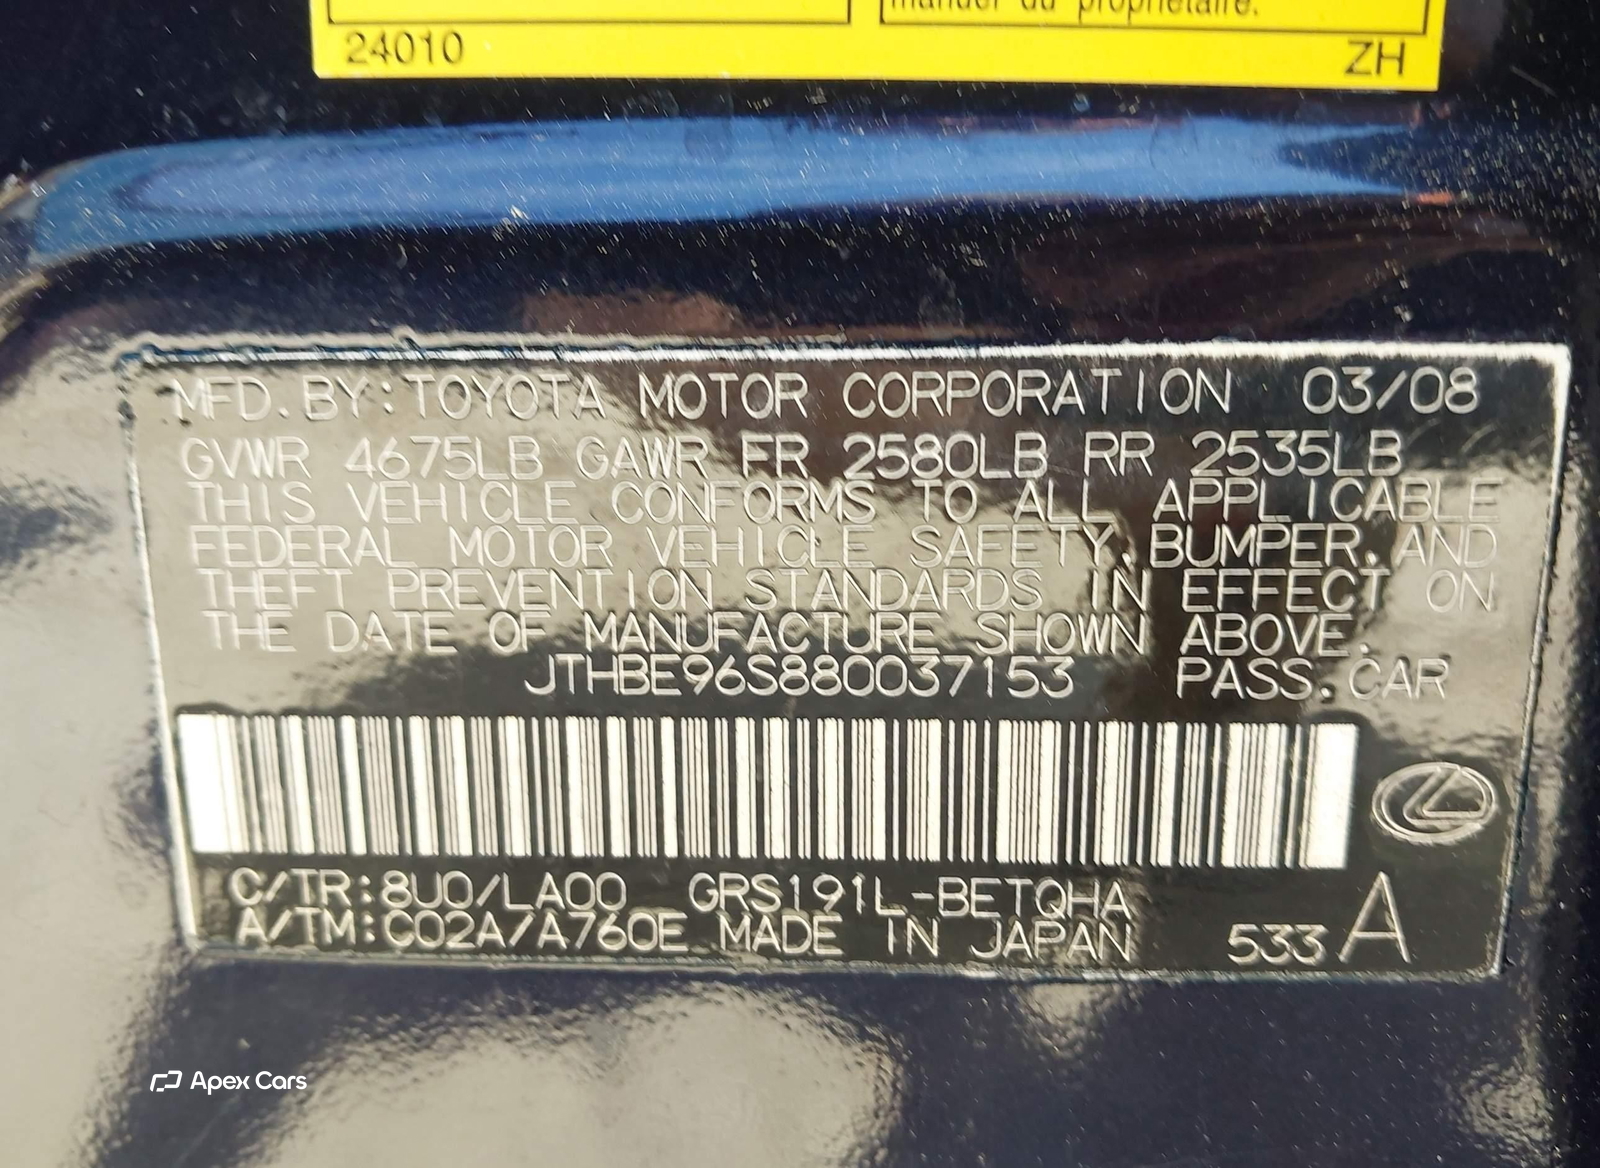 manuel du propriétaire.
24010 ZH
MFD. BY: TOYOTA MOTOR CORPORATION 03/08
GVWR 4675LB GAWR FR 2580LB RR 2535LB
THIS VEHICLE CONFORMS TO ALL APPLICABLE
FEDERAL MOTOR VEHICLE SAFETY, BUMPER, AND
THEFT PREVENTION STANDARDS IN EFFECT ON
THE DATE OF MANUFACTURE SHOWN ABOVE.
JTHBE96S880037153 PASS. CAR
C/TR: 8U0/LA00 GRS191L-BETQHA
A/TM: C02A/A760E MADE IN JAPAN 533 A
Apex Cars